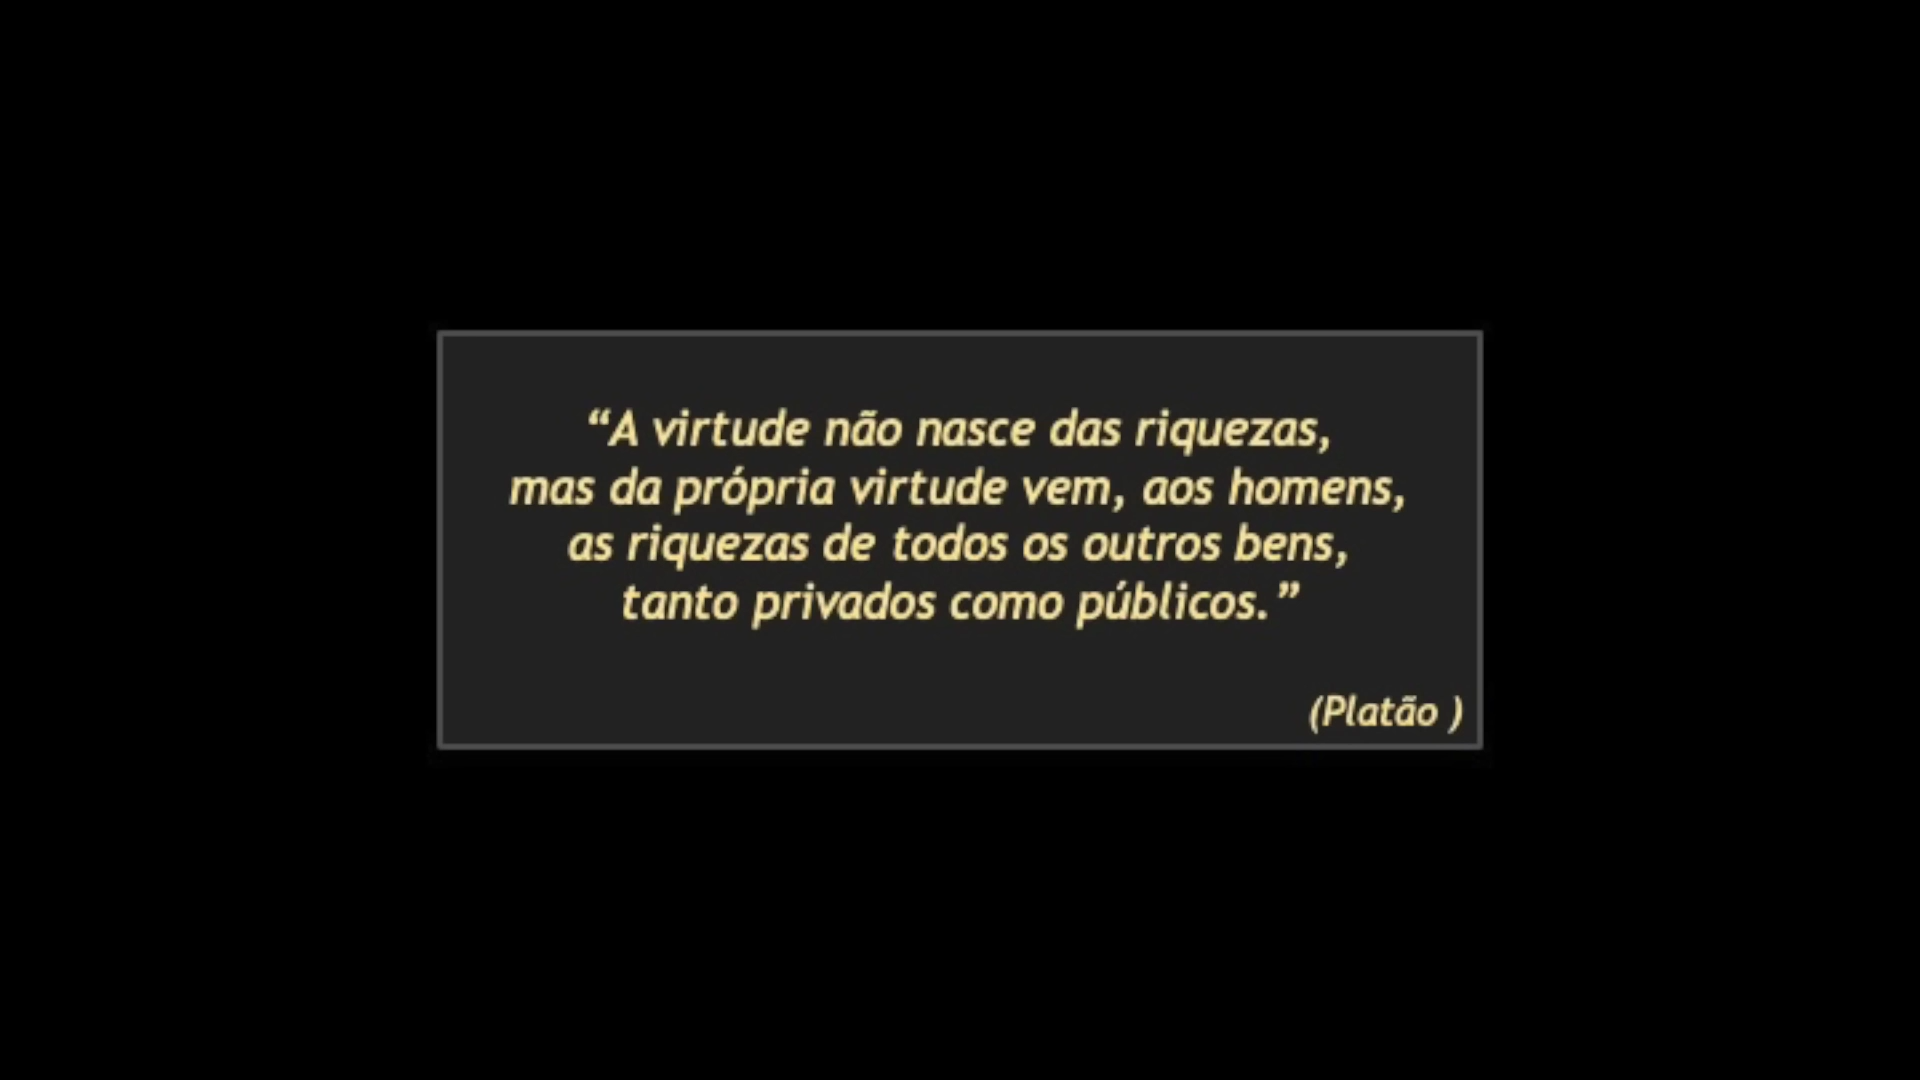 “A virtude não nasce das riquezas,
mas da própria virtude vem, aos homens,
as riquezas de todos os outros bens,
tanto privados como públicos.”
(Platão )